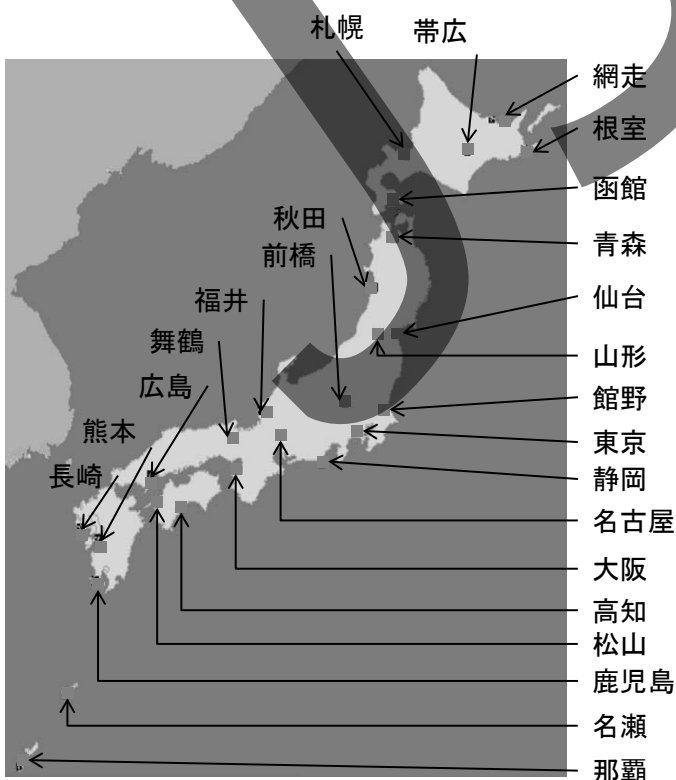 札幌
帯広
網走
根室
函館
秋田
青森
前橋
福井
仙台
舞鶴
山形
広島
館野
熊本
東京
長崎
静岡
名古屋
大阪
高知
松山
鹿児島
名瀬
那覇